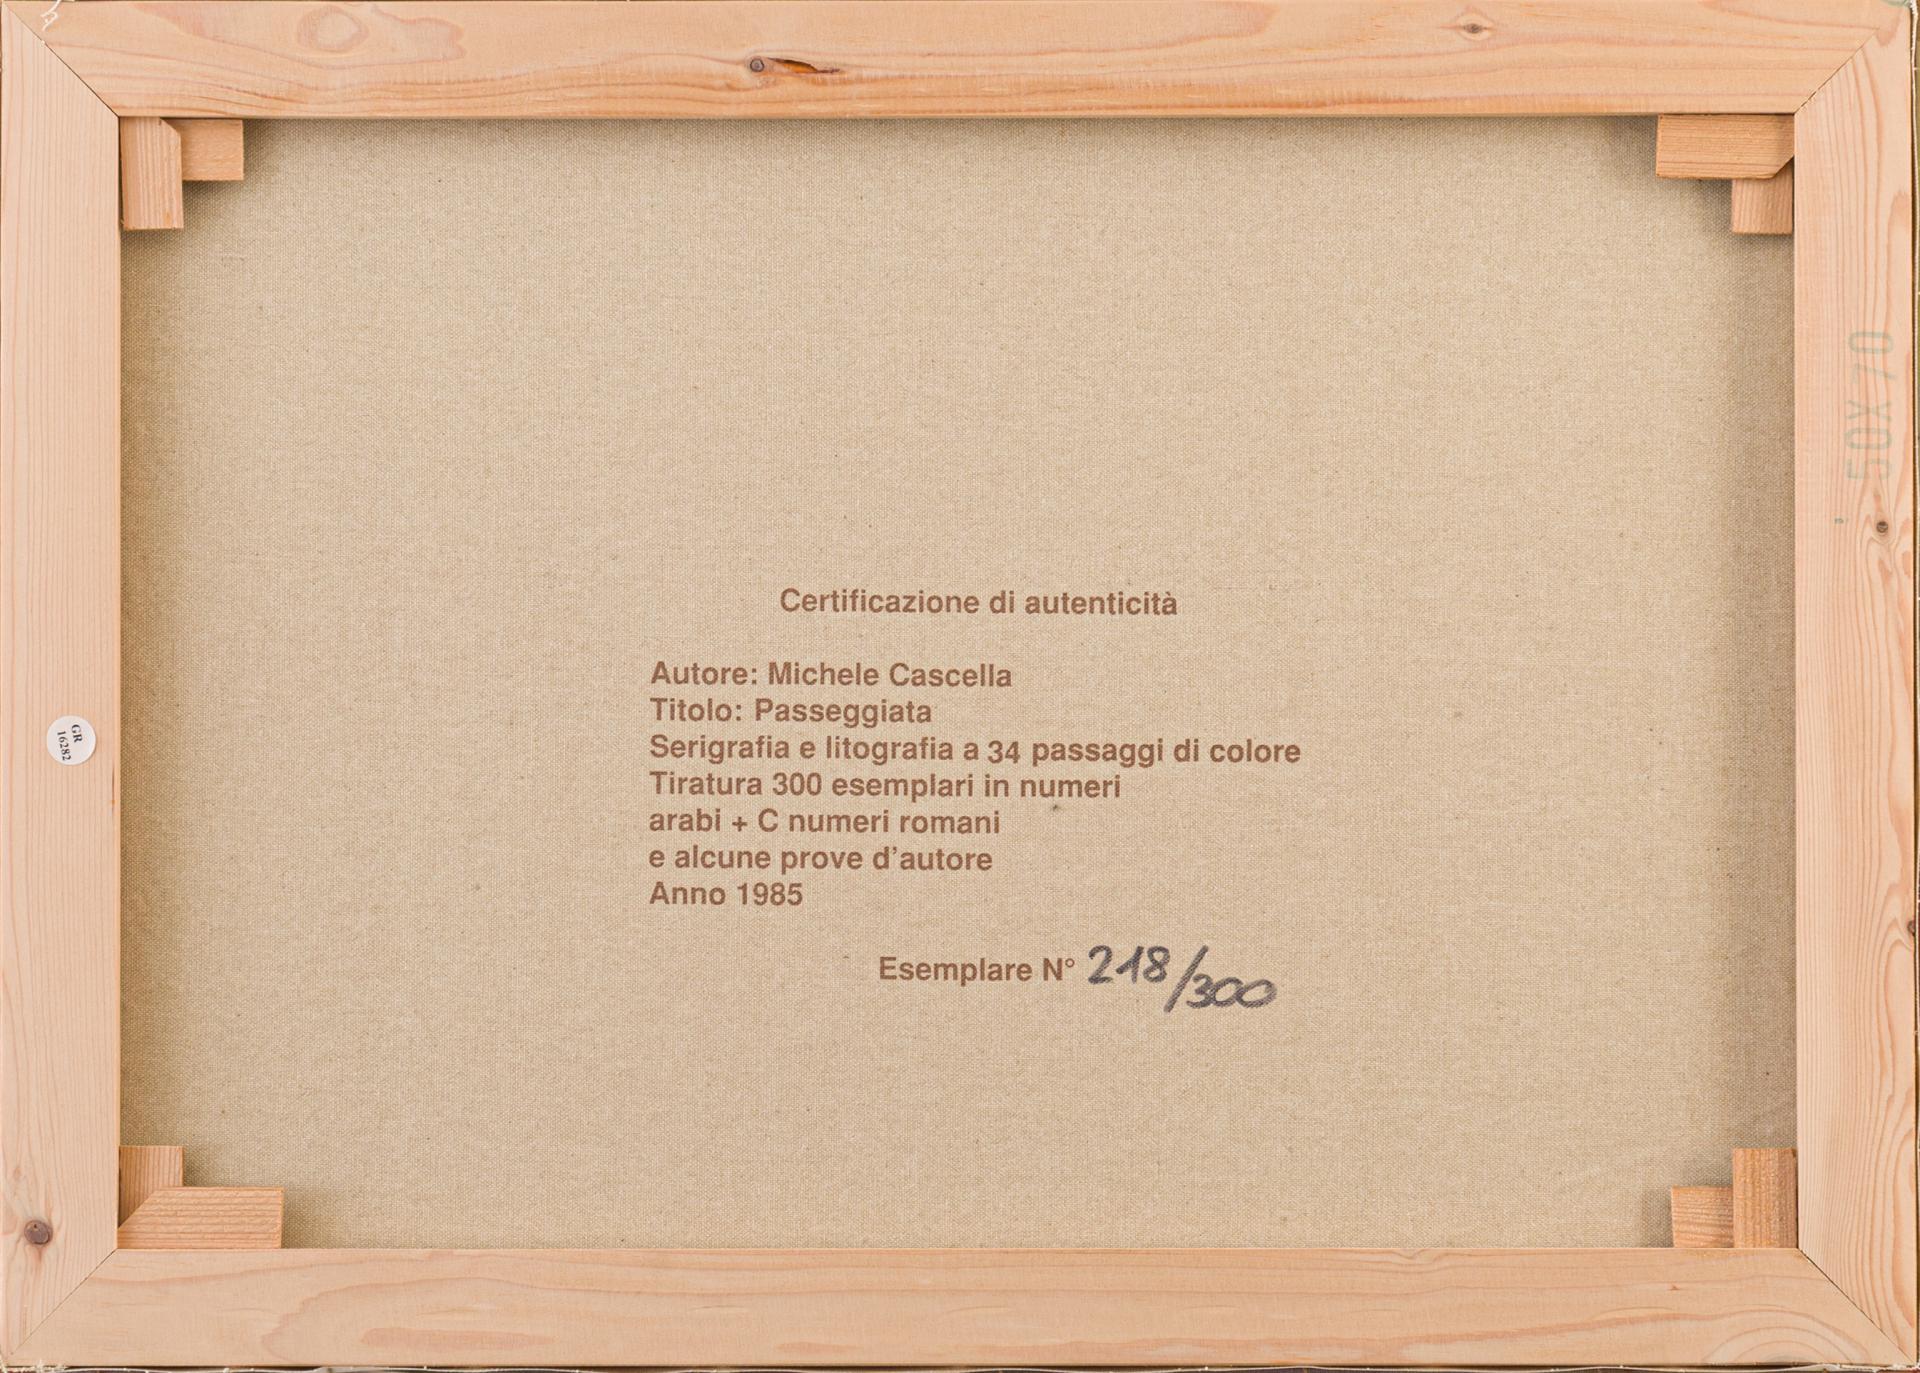 Certificazione di autenticità
Autore: Michele Cascella
Titolo: Passeggiata
Serigrafia e litografia a 34 passaggi di colore
Tiratura 300 esemplari in numeri
arabi + C numeri romani
e alcune prove d'autore
Anno 1985
Esemplare N° 218/300
GR
16282
50X70